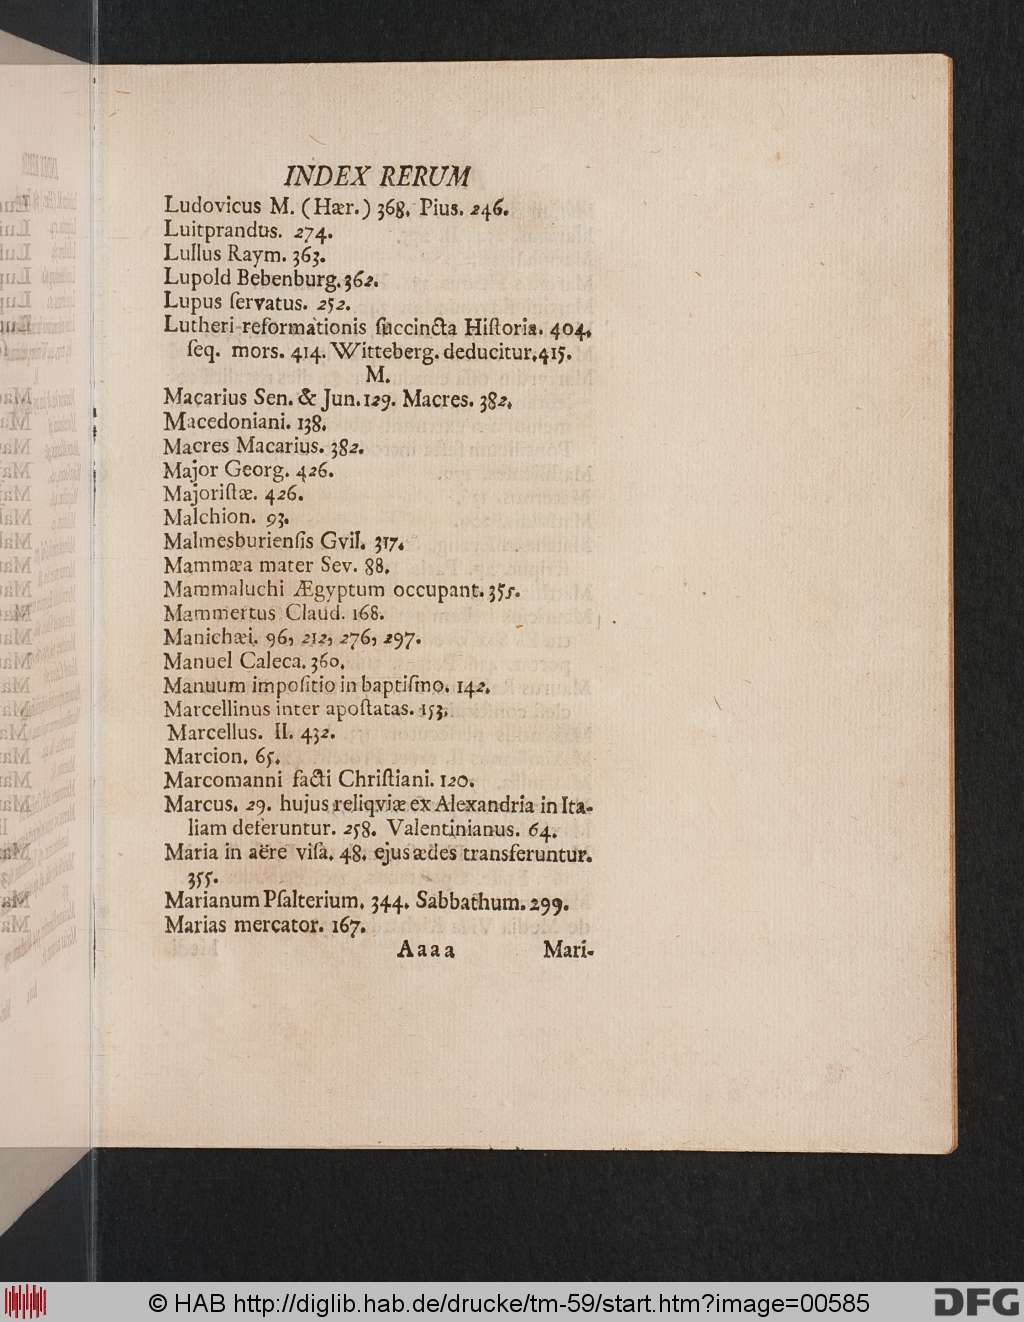 INDEX RERUM
Ludovicus M. (Hær.) 368. Pius. 246.
Luitprandus. 274.
Lullus Raym. 363.
Lupold Bebenburg. 362.
Lupus ſervatus. 252.
Lutheri reformationis ſuccincta Hiſtoria. 404.
ſeq. mors. 414. Witteberg. deducitur. 415.
M.
Macarius Sen. & Jun. 129. Macres. 382.
Macedoniani. 138.
Macres Macarius. 382.
Major Georg. 426.
Majoriſtæ. 426.
Malchion. 93.
Malmesburienſis Gvil. 317.
Mammæa mater Sev. 88.
Mammaluchi Ægyptum occupant. 355.
Mammertus Claud. 168.
Manichæi. 96, 212, 276, 297.
Manuel Caleca. 360.
Manuum impoſitio in baptiſmo. 142.
Marcellinus inter apoſtatas. 153.
Marcellus. II. 432.
Marcion. 65.
Marcomanni facti Chriſtiani. 120.
Marcus. 29. hujus reliqviæ ex Alexandria in Ita-
liam deferuntur. 258. Valentinianus. 64.
Maria in aëre viſa. 48. ejus ædes transferuntur.
355.
Marianum Pſalterium. 344. Sabbathum. 299.
Marias mercator. 167.
Aaaa Mari-
© HAB http://diglib.hab.de/drucke/tm-59/start.htm?image=00585
DFG